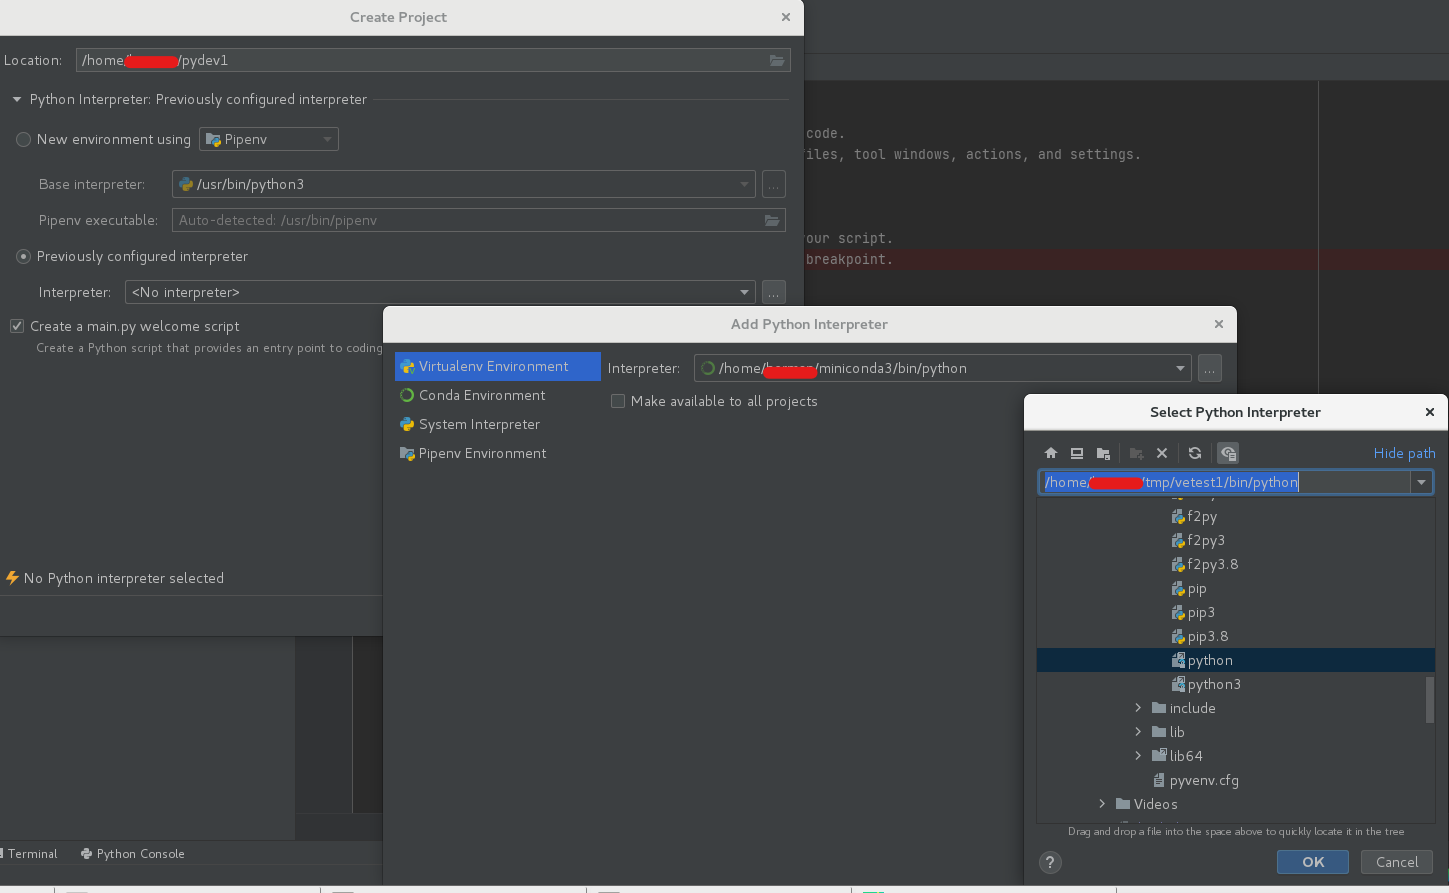 Create Project
Location: /home/ /pydev1
Python Interpreter: Previously configured interpreter
New environment using Pipenv
Base interpreter: /usr/bin/python3 ...
Pipenv executable: Auto-detected: /usr/bin/pipenv
Previously configured interpreter
Interpreter: <No interpreter> ...
Create a main.py welcome script
Create a Python script that provides an entry point to coding
No Python interpreter selected
code.
files, tool windows, actions, and settings.
your script.
breakpoint.
Add Python Interpreter
Virtualenv Environment
Conda Environment
System Interpreter
Pipenv Environment
Interpreter: /home/ /miniconda3/bin/python ...
Make available to all projects
Select Python Interpreter
Hide path
/home/ /tmp/vetest1/bin/python
f2py
f2py3
f2py3.8
pip
pip3
pip3.8
python
python3
include
lib
lib64
pyvenv.cfg
Videos
Drag and drop a file into the space above to quickly locate it in the tree
? OK Cancel
Terminal Python Console